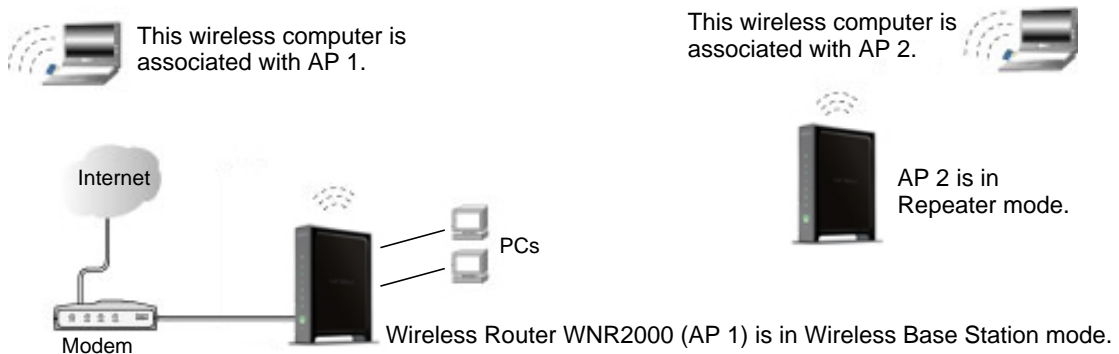 This wireless computer is
associated with AP 1.
This wireless computer is
associated with AP 2.
Internet
AP 2 is in
Repeater mode.
PCs
Wireless Router WNR2000 (AP 1) is in Wireless Base Station mode.
Modem